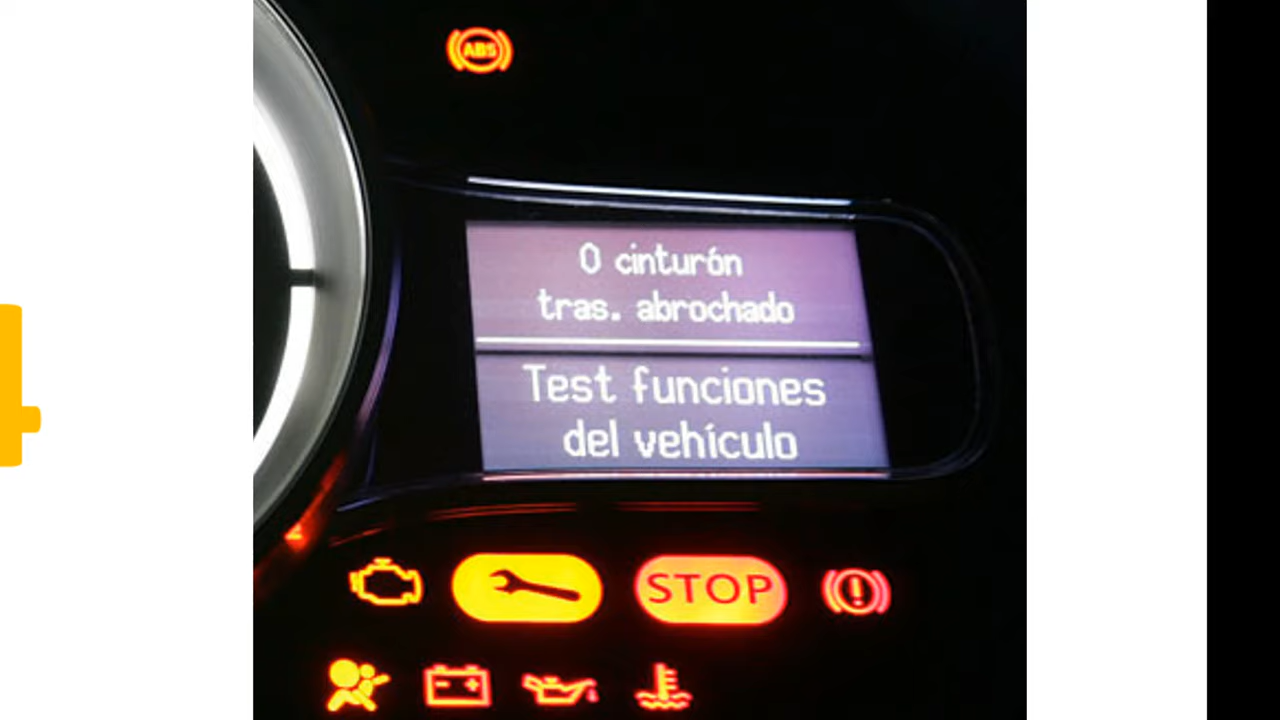 ABS
0 cinturón
tras. abrochado
Test funciones
del vehículo
STOP